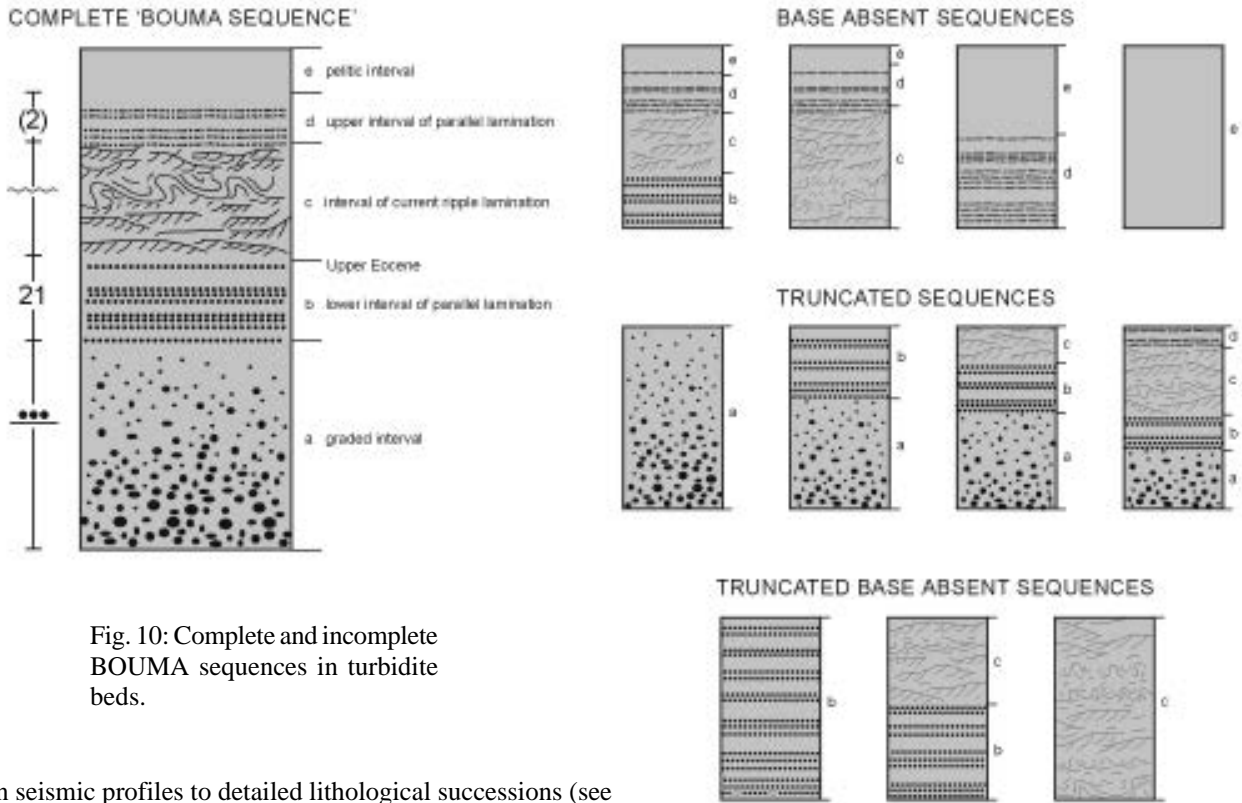 COMPLETE 'BOUMA SEQUENCE'
e pelitic interval
(2)
d upper interval of parallel lamination
c interval of current ripple lamination
Upper Eocene
21
b lower interval of parallel lamination
a graded interval
Fig. 10: Complete and incomplete
BOUMA sequences in turbidite
beds.
n seismic profiles to detailed lithological successions (see
BASE ABSENT SEQUENCES
e
d
c
b
e
d
c
e
d
e
TRUNCATED SEQUENCES
a
b
a
c
b
a
d
c
b
a
TRUNCATED BASE ABSENT SEQUENCES
b
c
b
c